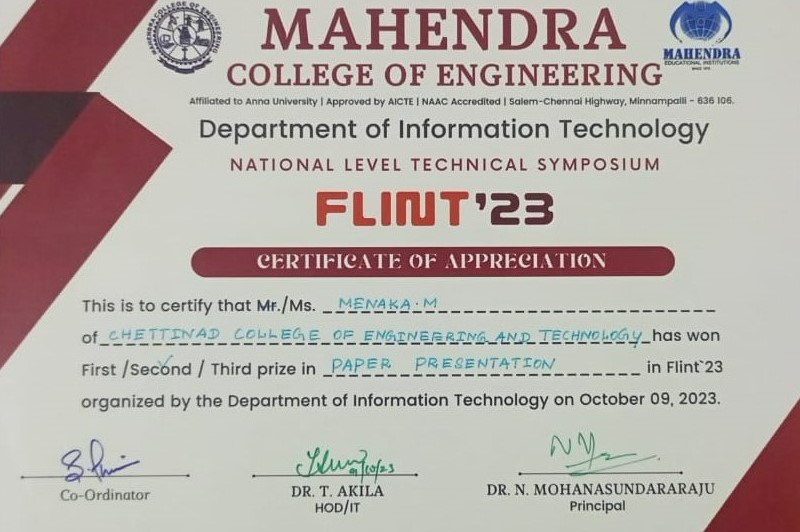 MAHENDRA
COLLEGE OF ENGINEERING
MAHENDRA
EDUCATIONAL INSTITUTIONS
Affiliated to Anna University | Approved by AICTE | NAAC Accredited | Salem-Chennai Highway, Minnampalli - 636 106.
Department of Information Technology
NATIONAL LEVEL TECHNICAL SYMPOSIUM
FLINT'23
CERTIFICATE OF APPRECIATION
This is to certify that Mr./Ms. MENAKA.M
of CHETTINAD COLLEGE OF ENGINEERING AND TECHNOLOGY has won
First /Second / Third prize in PAPER PRESENTATION in Flint`23
organized by the Department of Information Technology on October 09, 2023.
09/10/23
Co-Ordinator
DR. T. AKILA
HOD/IT
DR. N. MOHANASUNDARARAJU
Principal